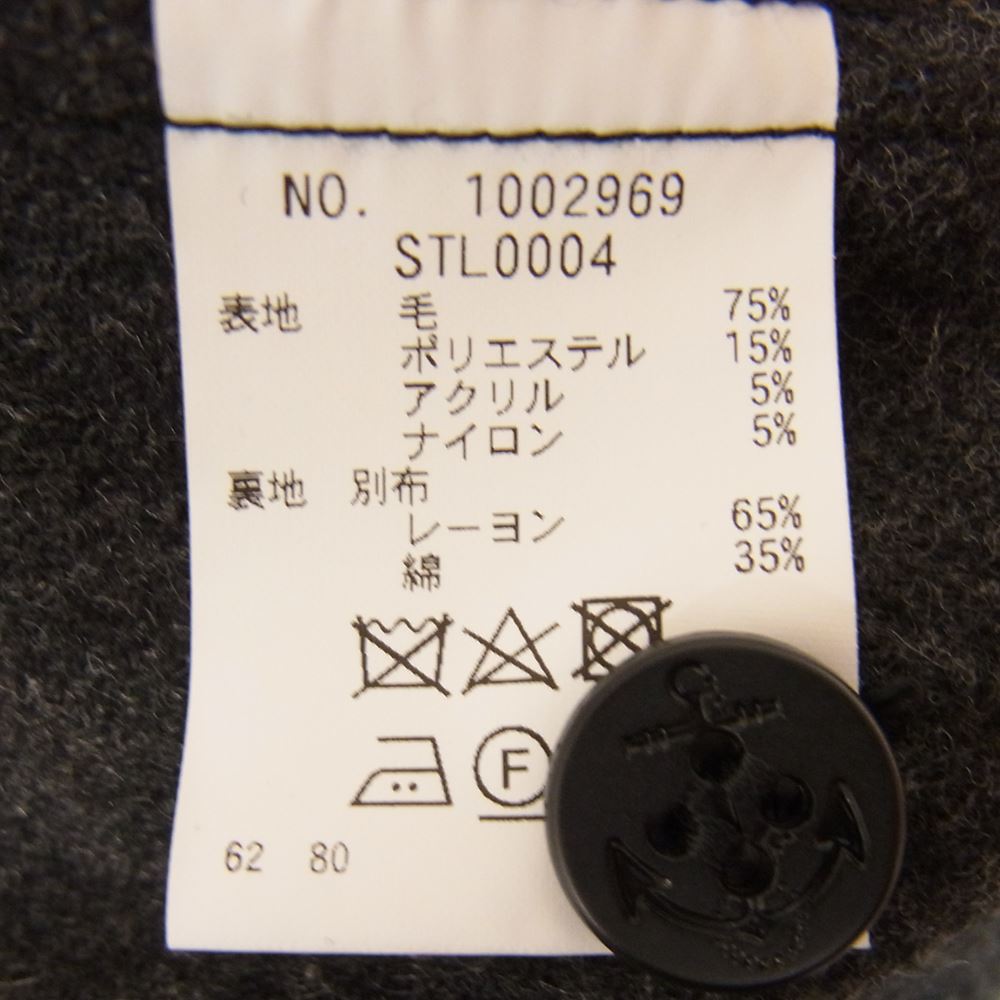 NO. 1002969
STL0004
表地 毛 75%
ポリエステル 15%
アクリル 5%
ナイロン 5%
裏地 別布
レーヨン 65%
綿 35%
F
62 80